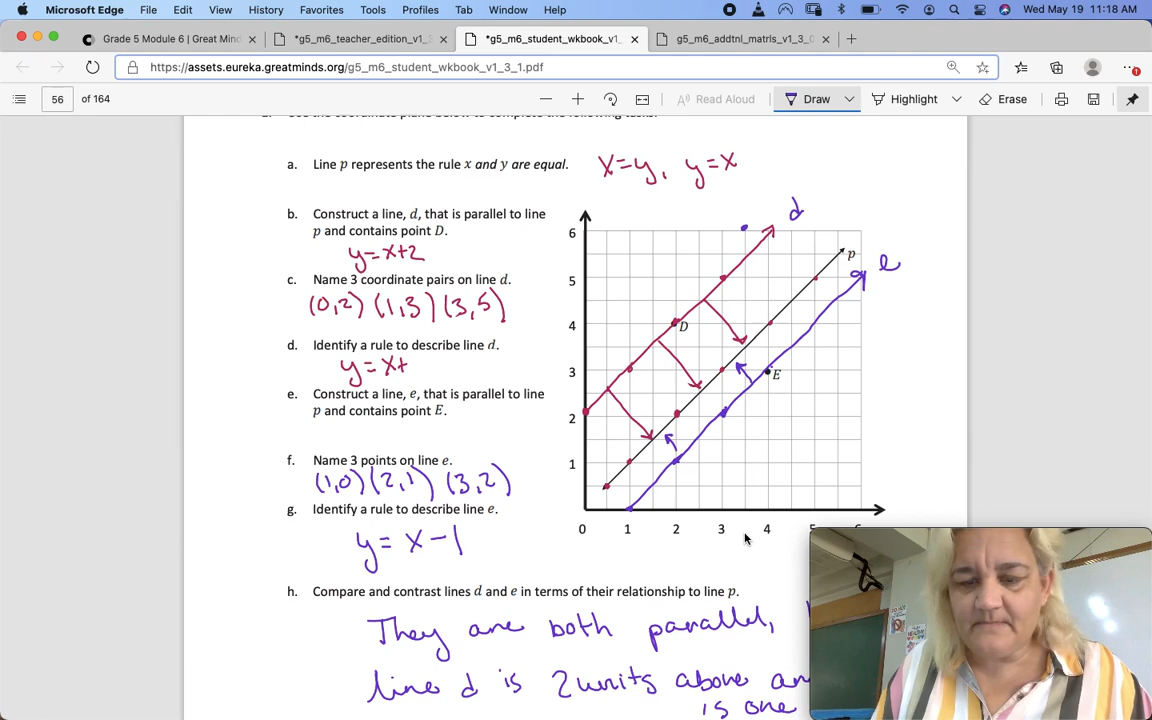 Microsoft Edge File Edit View History Favorites Tools Profiles Tab Window Help Wed May 19 11:18 AM
Grade 5 Module 6 | Great Mind *g5_m6_teacher_edition_v1_ *g5_m6_student_wkbook_v1_ g5_m6_addtnl_matrls_v1_3_
https://assets.eureka.greatminds.org/g5_m6_student_wkbook_v1_3_1.pdf
56 of 164 Read Aloud Draw Highlight Erase
a. Line p represents the rule x and y are equal. x=y, y=x
b. Construct a line, d, that is parallel to line
p and contains point D.
y=x+2
c. Name 3 coordinate pairs on line d.
(0,2) (1,3) (3,5)
d. Identify a rule to describe line d.
y=x+
e. Construct a line, e, that is parallel to line
p and contains point E.
f. Name 3 points on line e.
(1,0) (2,1) (3,2)
g. Identify a rule to describe line e.
y = x-1
d
6
p
e
5
4
D
3
E
2
1
0 1 2 3 4
h. Compare and contrast lines d and e in terms of their relationship to line p.
They are both parallel,
line d is 2 units above
is one